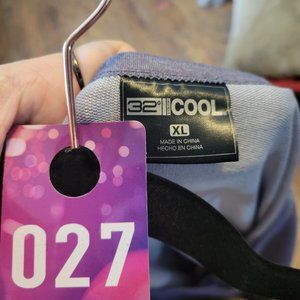 32° COOL
XL
MADE IN CHINA
HECHO EN CHINA
027